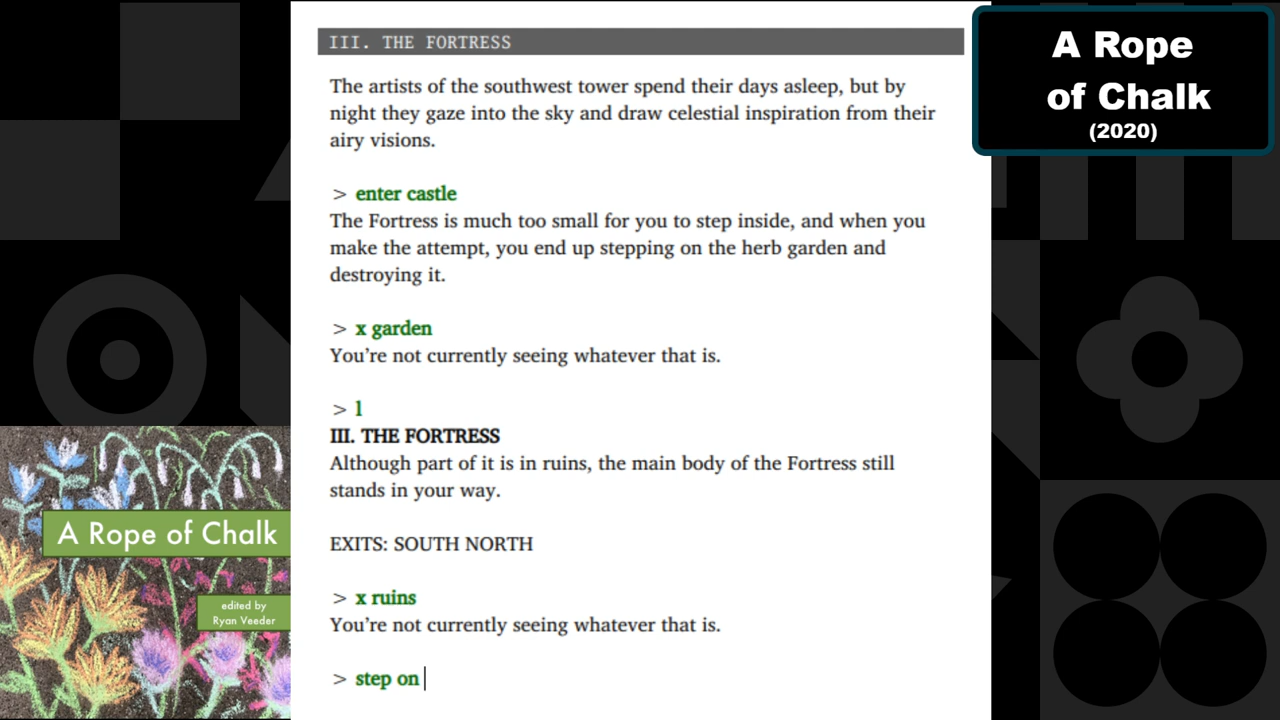 III. THE FORTRESS
The artists of the southwest tower spend their days asleep, but by
night they gaze into the sky and draw celestial inspiration from their
airy visions.
> enter castle
The Fortress is much too small for you to step inside, and when you
make the attempt, you end up stepping on the herb garden and
destroying it.
> x garden
You’re not currently seeing whatever that is.
> l
III. THE FORTRESS
Although part of it is in ruins, the main body of the Fortress still
stands in your way.
EXITS: SOUTH NORTH
> x ruins
You’re not currently seeing whatever that is.
> step on
A Rope
of Chalk
(2020)
A Rope of Chalk
edited by
Ryan Veeder